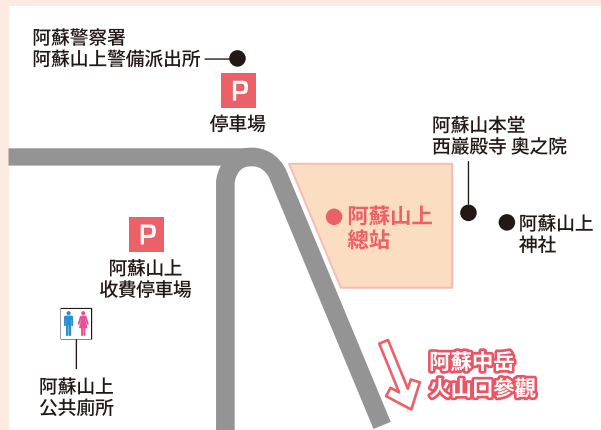 阿蘇警察署
阿蘇山上警備派出所
P
停車場
阿蘇山本堂
西巖殿寺 奧之院
阿蘇山上
總站
阿蘇山上
神社
P
阿蘇山上
收費停車場
阿蘇山上
公共廁所
阿蘇中岳
火山口參觀